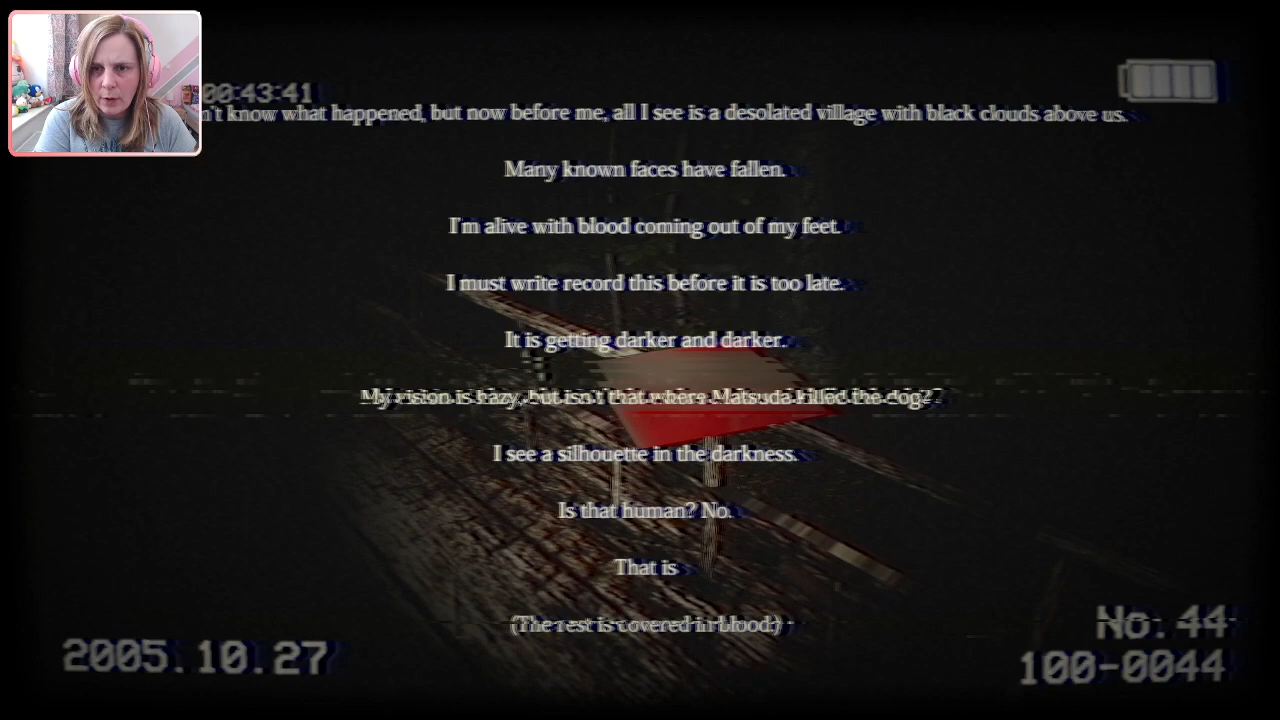 00:43:41
n't know what happened, but now before me, all I see is a desolated village with black clouds above us.
Many known faces have fallen.
I'm alive with blood coming out of my feet.
I must write record this before it is too late.
It is getting darker and darker.
My vision is hazy, but isn't that where Matsuda killed the dog?
I see a silhouette in the darkness.
Is that human? No.
That is
(The rest is covered in blood)
No.44
2005.10.27
100-0044